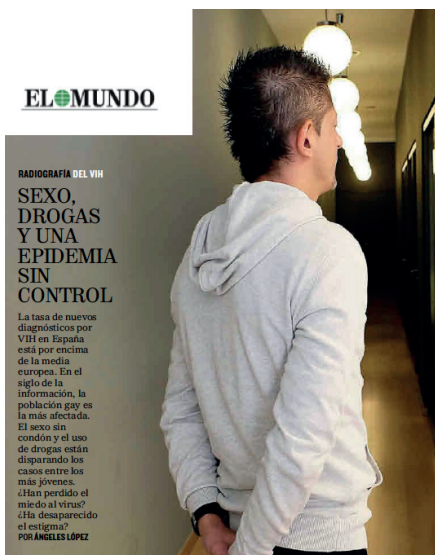 EL MUNDO
RADIOGRAFÍA DEL VIH
SEXO,
DROGAS
Y UNA
EPIDEMIA
SIN
CONTROL
La tasa de nuevos
diagnósticos por
VIH en España
está por encima
de la media
europea. En el
siglo de la
información, la
población gay es
la más afectada.
El sexo sin
condón y el uso
de drogas están
disparando los
casos entre los
más jóvenes.
¿Han perdido el
miedo al virus?
¿Ha desaparecido
el estigma?
POR ÁNGELES LÓPEZ